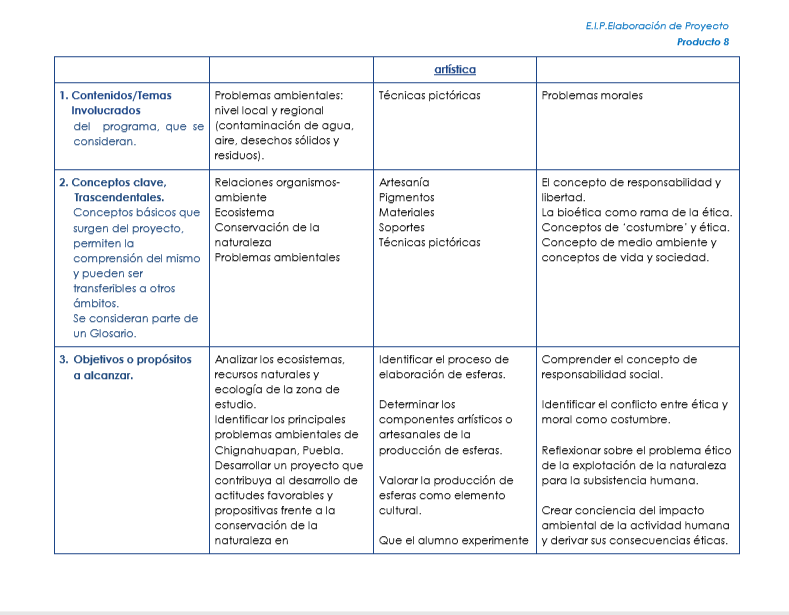 E.I.P.Elaboración de Proyecto
Producto 8
artística
1. Contenidos/Temas
Involucrados
del programa, que se
consideran.
Problemas ambientales:
nivel local y regional
(contaminación de agua,
aire, desechos sólidos y
residuos).
Técnicas pictóricas
Problemas morales
2. Conceptos clave,
Trascendentales.
Conceptos básicos que
surgen del proyecto,
permiten la
comprensión del mismo
y pueden ser
transferibles a otros
ámbitos.
Se consideran parte de
un Glosario.
Relaciones organismos-
ambiente
Ecosistema
Conservación de la
naturaleza
Problemas ambientales
Artesanía
Pigmentos
Materiales
Soportes
Técnicas pictóricas
El concepto de responsabilidad y
libertad.
La bioética como rama de la ética.
Conceptos de ‘costumbre’ y ética.
Concepto de medio ambiente y
conceptos de vida y sociedad.
3. Objetivos o propósitos
a alcanzar.
Analizar los ecosistemas,
recursos naturales y
ecología de la zona de
estudio.
Identificar los principales
problemas ambientales de
Chignahuapan, Puebla.
Desarrollar un proyecto que
contribuya al desarrollo de
actitudes favorables y
propositivas frente a la
conservación de la
naturaleza en
Identificar el proceso de
elaboración de esferas.
Determinar los
componentes artísticos o
artesanales de la
producción de esferas.
Valorar la producción de
esferas como elemento
cultural.
Que el alumno experimente
Comprender el concepto de
responsabilidad social.
Identificar el conflicto entre ética y
moral como costumbre.
Reflexionar sobre el problema ético
de la explotación de la naturaleza
para la subsistencia humana.
Crear conciencia del impacto
ambiental de la actividad humana
y derivar sus consecuencias éticas.